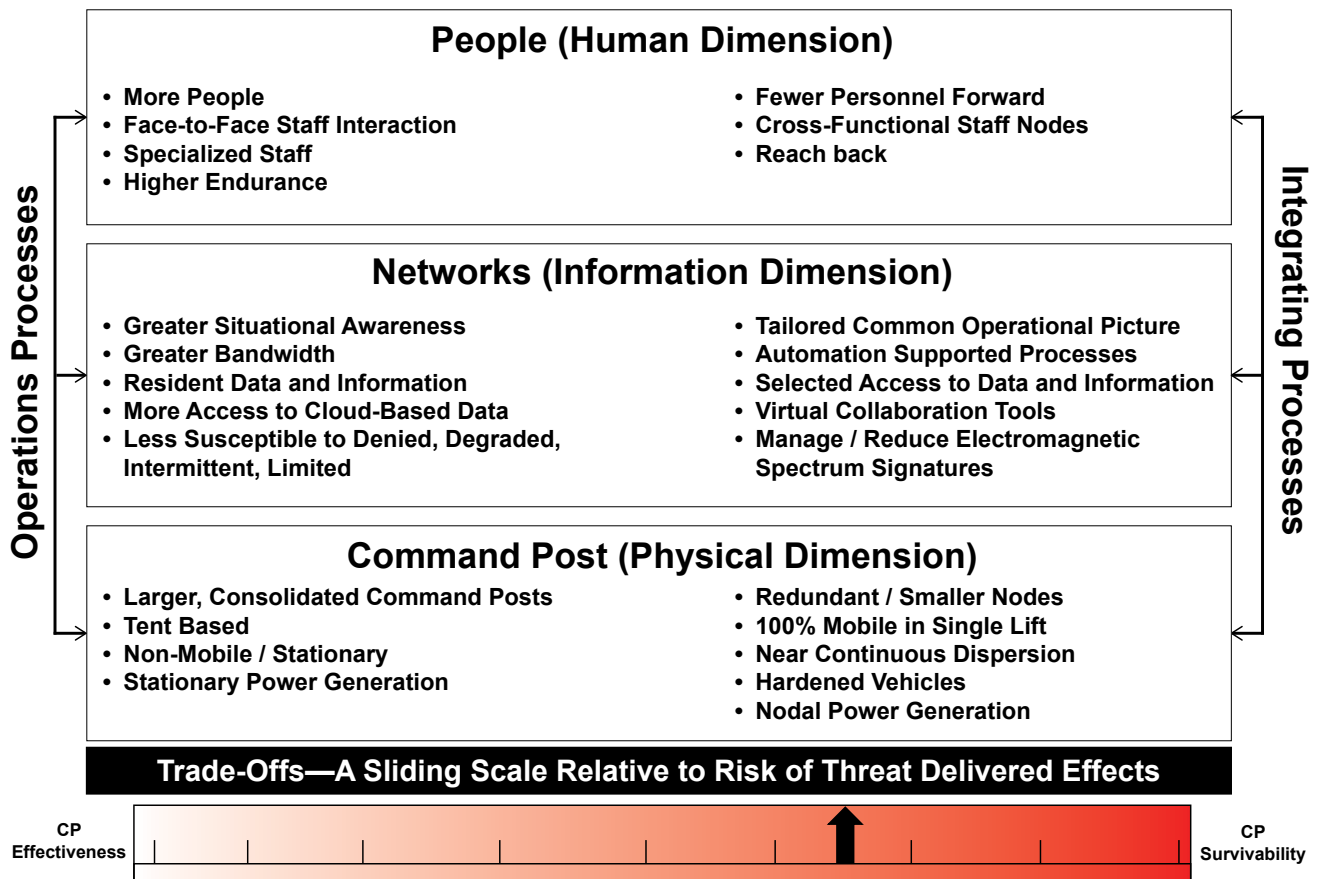 People (Human Dimension)
• More People
• Face-to-Face Staff Interaction
• Specialized Staff
• Higher Endurance
• Fewer Personnel Forward
• Cross-Functional Staff Nodes
• Reach back
Operations Processes
Integrating Processes
Networks (Information Dimension)
• Greater Situational Awareness
• Greater Bandwidth
• Resident Data and Information
• More Access to Cloud-Based Data
• Less Susceptible to Denied, Degraded,
Intermittent, Limited
• Tailored Common Operational Picture
• Automation Supported Processes
• Selected Access to Data and Information
• Virtual Collaboration Tools
• Manage / Reduce Electromagnetic
Spectrum Signatures
Command Post (Physical Dimension)
• Larger, Consolidated Command Posts
• Tent Based
• Non-Mobile / Stationary
• Stationary Power Generation
• Redundant / Smaller Nodes
• 100% Mobile in Single Lift
• Near Continuous Dispersion
• Hardened Vehicles
• Nodal Power Generation
Trade-Offs—A Sliding Scale Relative to Risk of Threat Delivered Effects
CP
Effectiveness
CP
Survivability